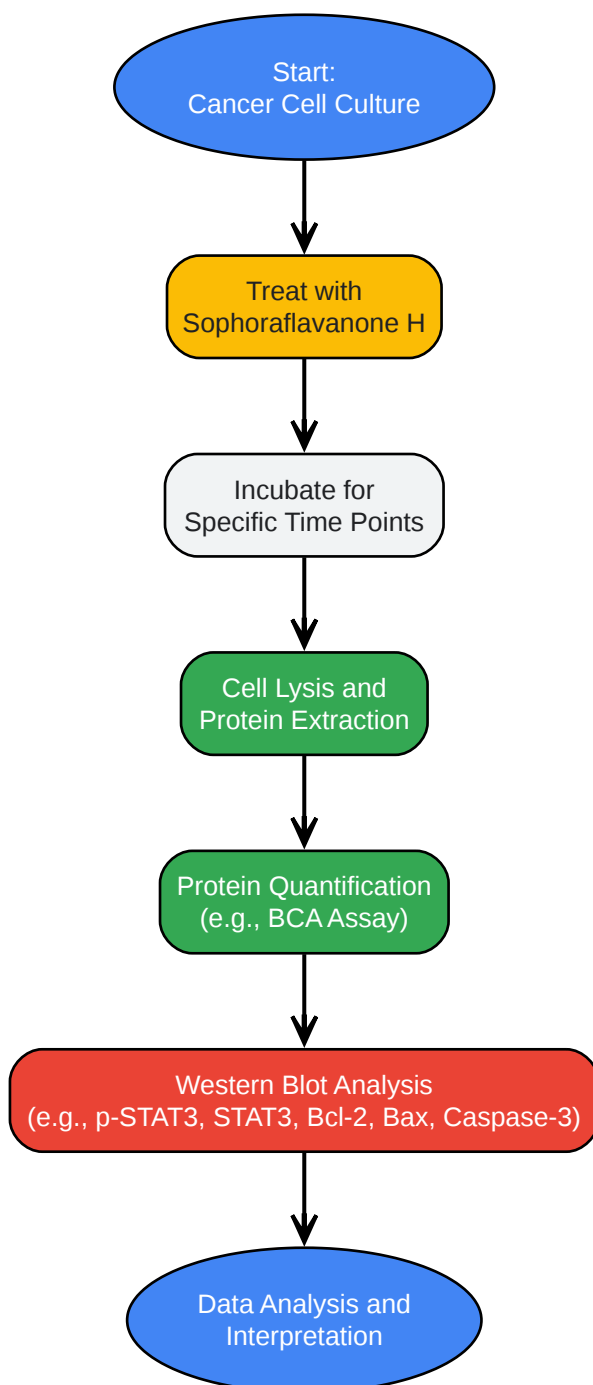 Start:
Cancer Cell Culture
Treat with
Sophoraflavanone H
Incubate for
Specific Time Points
Cell Lysis and
Protein Extraction
Protein Quantification
(e.g., BCA Assay)
Western Blot Analysis
(e.g., p-STAT3, STAT3, Bcl-2, Bax, Caspase-3)
Data Analysis and
Interpretation